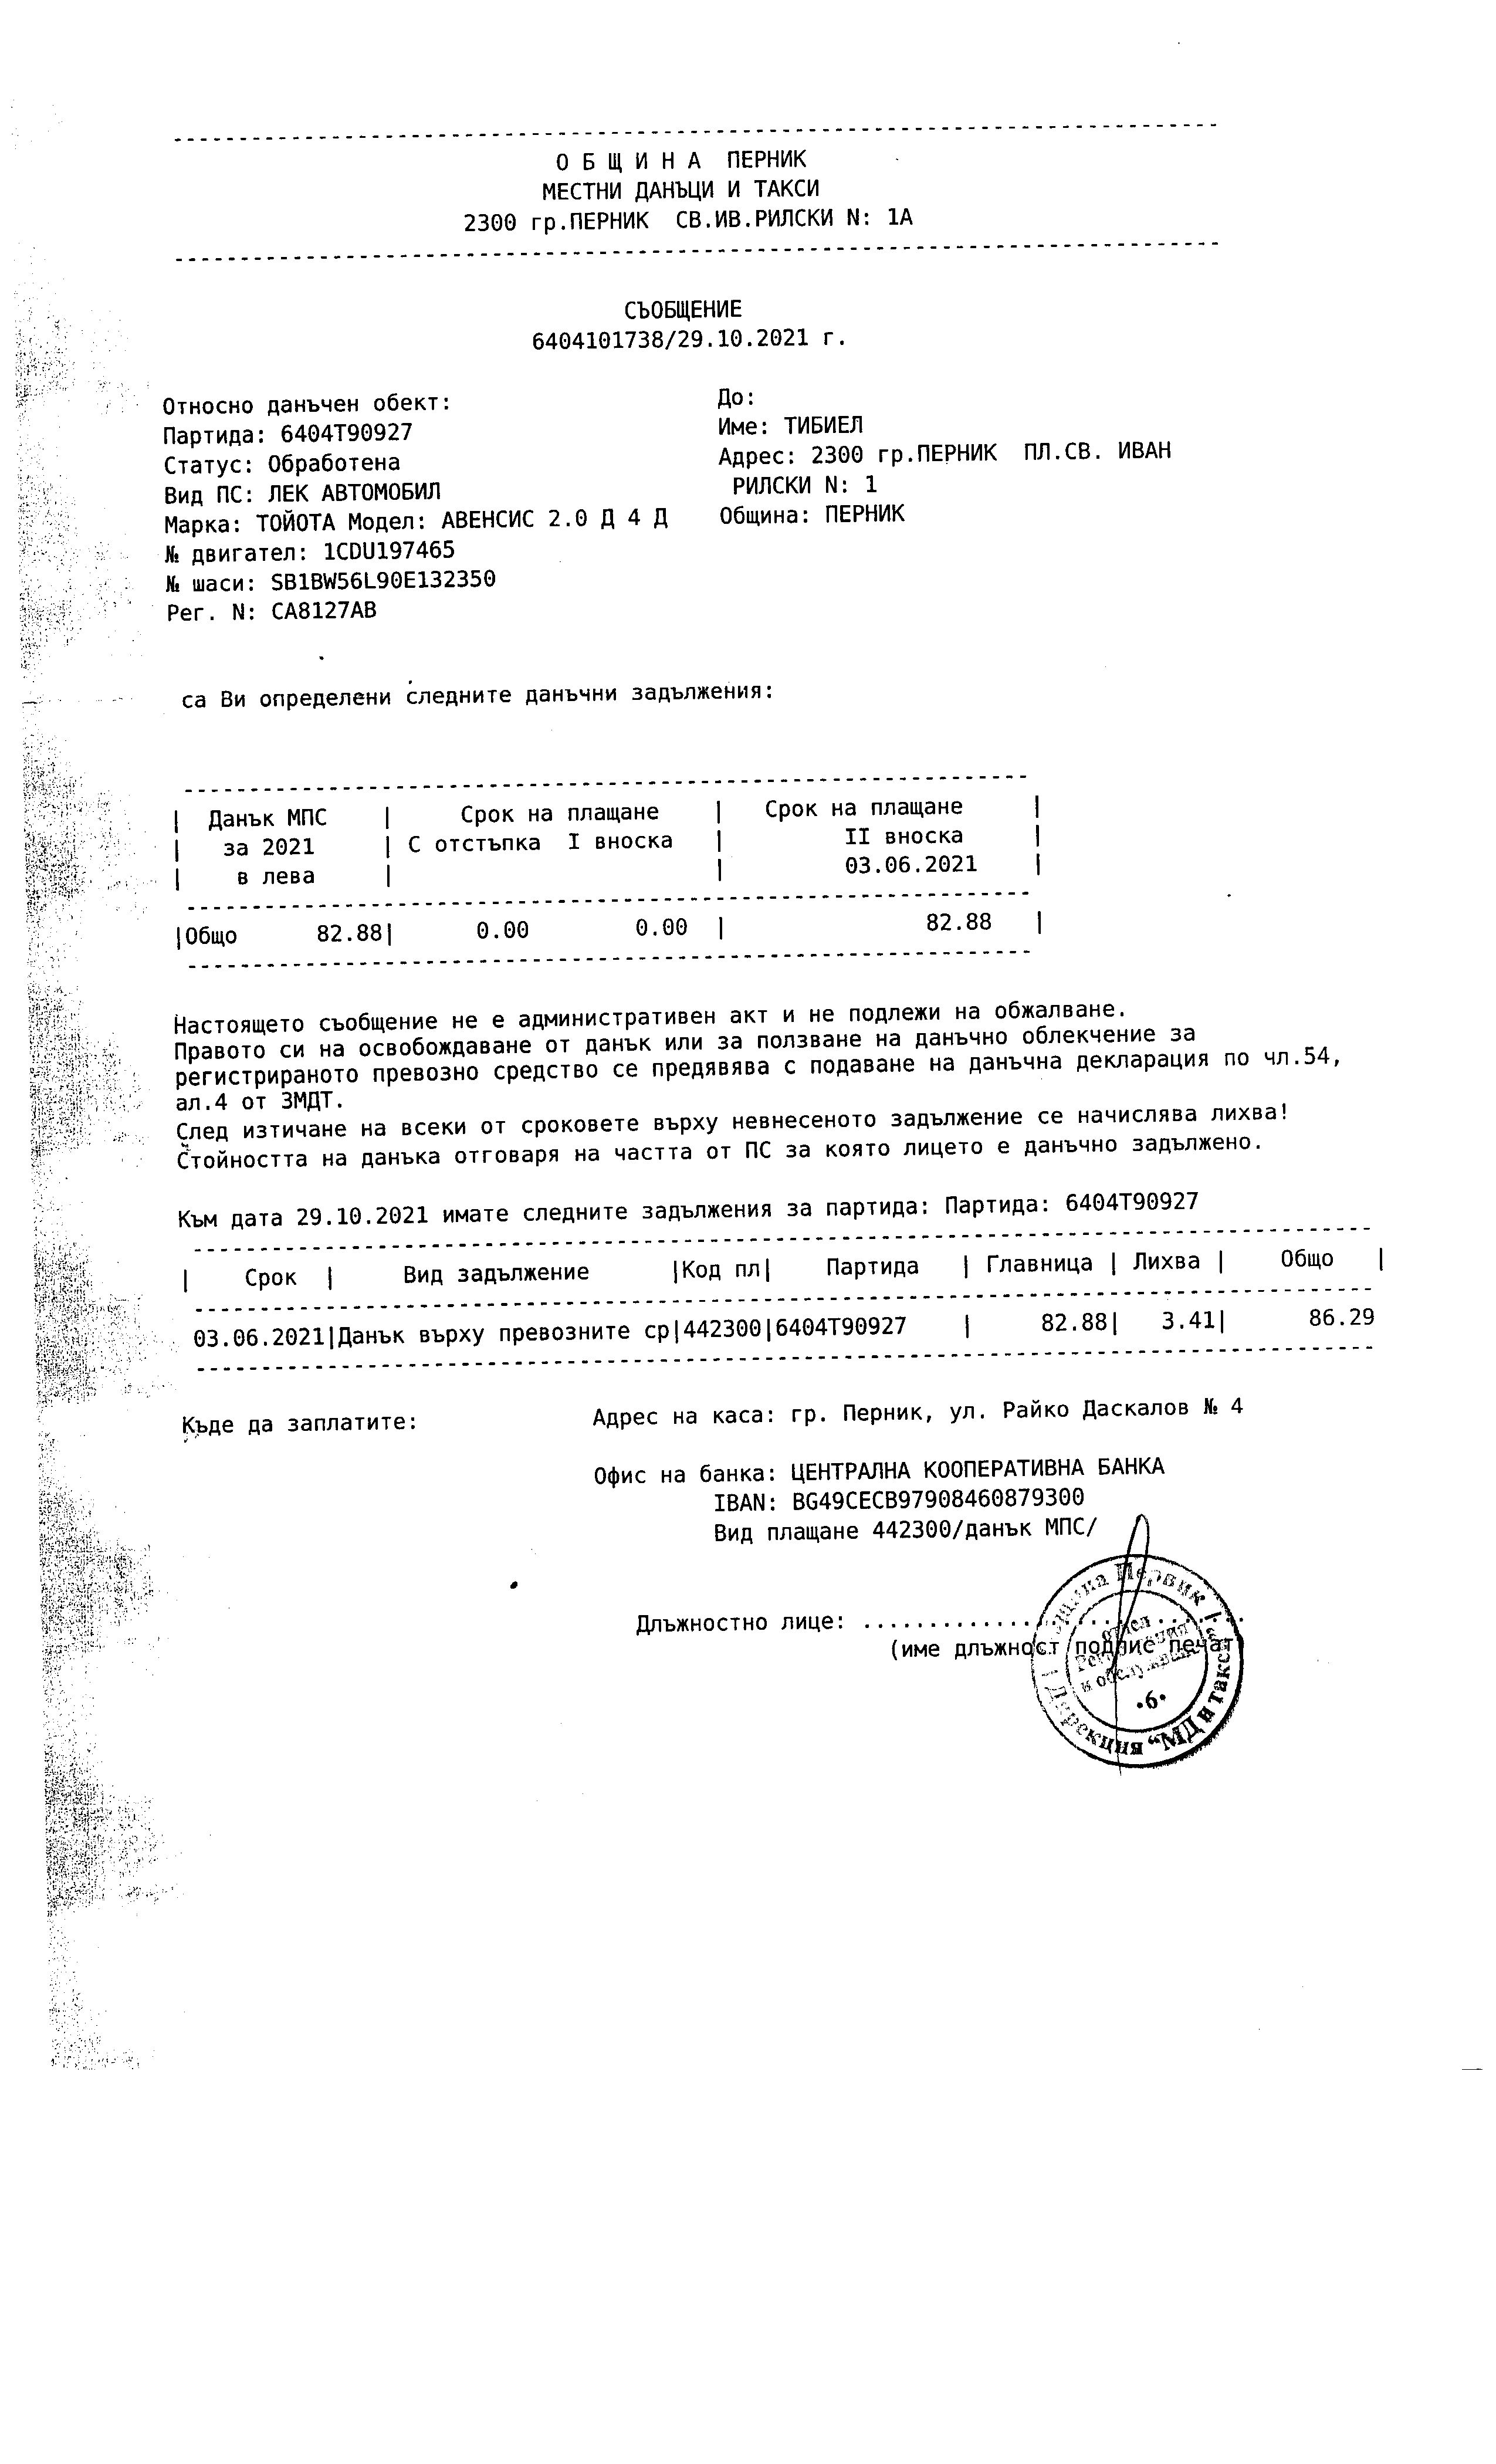 О Б Щ И Н А  ПЕРНИК
МЕСТНИ ДАНЪЦИ И ТАКСИ
2300 гр.ПЕРНИК  СВ.ИВ.РИЛСКИ N: 1А
СЪОБЩЕНИЕ
6404101738/29.10.2021 г.
Относно данъчен обект:
Партида: 6404Т90927
Статус: Обработена
Вид ПС: ЛЕК АВТОМОБИЛ
Марка: ТОЙОТА Модел: АВЕНСИС 2.0 Д 4 Д
№ двигател: 1CDU197465
№ шаси: SB1BW56L90E132350
Рег. N: СА8127АВ
До:
Име: ТИБИЕЛ
Адрес: 2300 гр.ПЕРНИК  ПЛ.СВ. ИВАН
РИЛСКИ N: 1
Община: ПЕРНИК
са Ви определени следните данъчни задължения:
| Данък МПС | Срок на плащане | Срок на плащане |
| за 2021 | С отстъпка  I вноска | II вноска |
| в лева | | 03.06.2021 |
|Общо 82.88| 0.00 0.00 | 82.88 |
Настоящето съобщение не е административен акт и не подлежи на обжалване.
Правото си на освобождаване от данък или за ползване на данъчно облекчение за
регистрираното превозно средство се предявява с подаване на данъчна декларация по чл.54,
ал.4 от ЗМДТ.
След изтичане на всеки от сроковете върху невнесеното задължение се начислява лихва!
Стойността на данъка отговаря на частта от ПС за която лицето е данъчно задължено.
Към дата 29.10.2021 имате следните задължения за партида: Партида: 6404Т90927
| Срок | Вид задължение |Код пл| Партида | Главница | Лихва | Общо |
03.06.2021|Данък върху превозните ср|442300|6404Т90927 | 82.88| 3.41| 86.29
Къде да заплатите:
Адрес на каса: гр. Перник, ул. Райко Даскалов № 4
Офис на банка: ЦЕНТРАЛНА КООПЕРАТИВНА БАНКА
IBAN: BG49CECB97908460879300
Вид плащане 442300/данък МПС/
Длъжностно лице: .............................
(име длъжност подпис печат)
Перник
Дирекция "МД и такси"
отдел
и обслужване
·6·